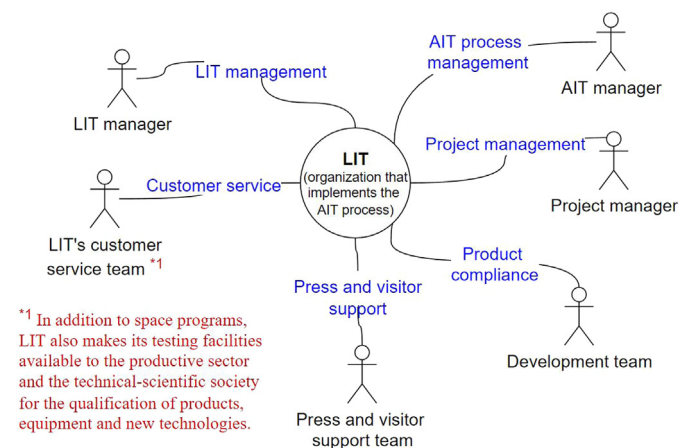 AIT process
management
AIT manager
LIT management
LIT manager
LIT
(organization that
implements the
AIT process)
Project management
Project manager
Customer service
LIT's customer
service team *1
Product
compliance
Development team
Press and visitor
support
Press and visitor
support team
*1 In addition to space programs,
LIT also makes its testing facilities
available to the productive sector
and the technical-scientific society
for the qualification of products,
equipment and new technologies.